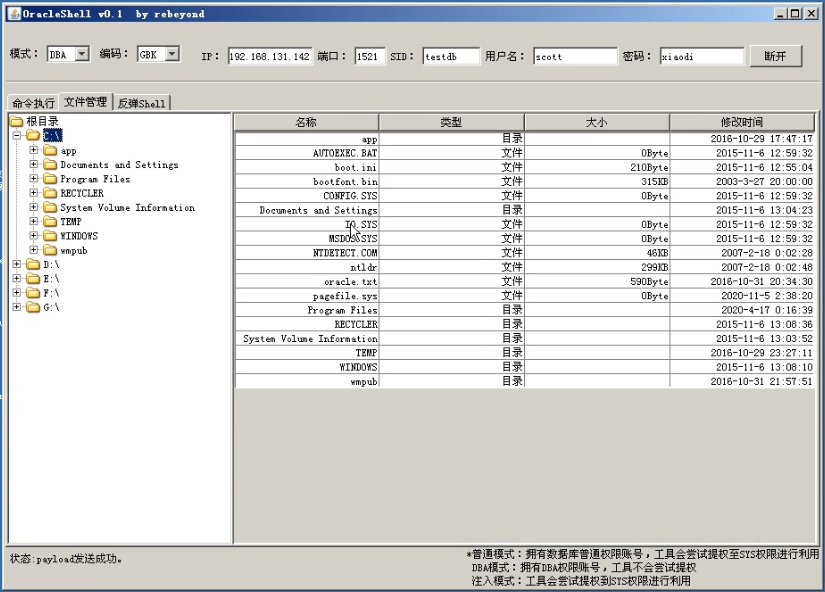 OracleShell v0.1 by rebeyond
模式： DBA 编码： GBK IP： 192.168.131.142 端口： 1521 SID： testdb 用户名： scott 密码： xiaodi 断开
命令执行 文件管理 反弹Shell
根目录
C:\
app
Documents and Settings
Program Files
RECYCLER
System Volume Information
TEMP
WINDOWS
wmpub
D:\
E:\
F:\
G:\
名称 类型 大小 修改时间
app 目录 2016-10-29 17:47:17
AUTOEXEC.BAT 文件 0Byte 2015-11-6 12:59:32
boot.ini 文件 210Byte 2015-11-6 12:55:04
bootfont.bin 文件 315KB 2003-3-27 20:00:00
CONFIG.SYS 文件 0Byte 2015-11-6 12:59:32
Documents and Settings 目录 2015-11-6 13:04:23
IO.SYS 文件 0Byte 2015-11-6 12:59:32
MSDOS.SYS 文件 0Byte 2015-11-6 12:59:32
NTDETECT.COM 文件 46KB 2007-2-18 0:02:28
ntldr 文件 299KB 2007-2-18 0:02:48
oracle.txt 文件 590Byte 2016-10-31 20:34:30
pagefile.sys 文件 0Byte 2020-11-5 2:38:20
Program Files 目录 2020-4-17 0:16:39
RECYCLER 目录 2015-11-6 13:08:36
System Volume Information 目录 2015-11-6 13:03:52
TEMP 目录 2016-10-29 23:27:11
WINDOWS 目录 2015-11-6 13:08:10
wmpub 目录 2016-10-31 21:57:51
状态:payload发送成功。
*普通模式：拥有数据库普通权限账号，工具会尝试提权至SYS权限进行利用
DBA模式：拥有DBA权限账号，工具不会尝试提权
注入模式：工具会尝试提权到SYS权限进行利用